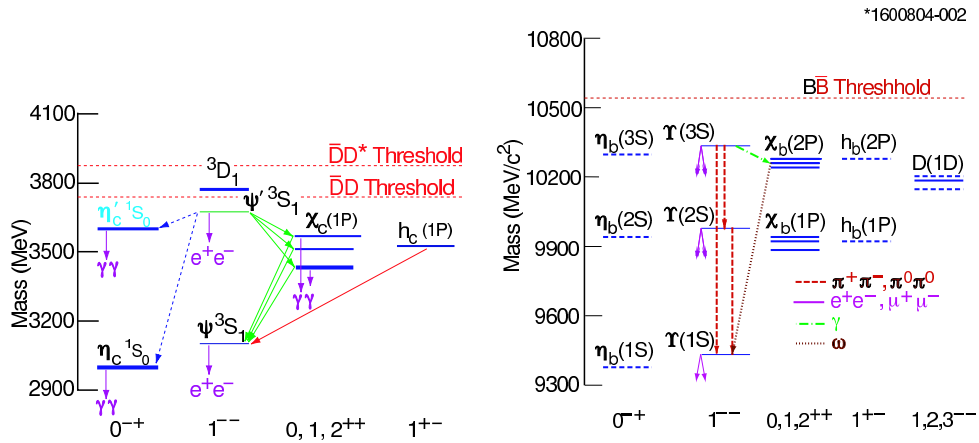 *1600804-002
4100
3800
3500
3200
2900
Mass (MeV)
D̄D* Threshold
D̄D Threshold
³D₁
η′c ¹S₀
ψ′ ³S₁
χc(1P)
hc(1P)
γγ
e⁺e⁻
γγ
ψ³S₁
ηc ¹S₀
e⁺e⁻
γγ
0⁻⁺
1⁻⁻
0, 1, 2⁺⁺
1⁺⁻
10800
10500
10200
9900
9600
9300
Mass (MeV/c²)
BB̄ Threshhold
ηb(3S)
ϒ(3S)
χb(2P)
hb(2P)
D(1D)
ηb(2S)
ϒ(2S)
χb(1P)
hb(1P)
π⁺π⁻, π⁰π⁰
e⁺e⁻, μ⁺μ⁻
γ
ω
ηb(1S)
ϒ(1S)
0⁻⁺
1⁻⁻
0,1,2⁺⁺
1⁺⁻
1,2,3⁻⁻